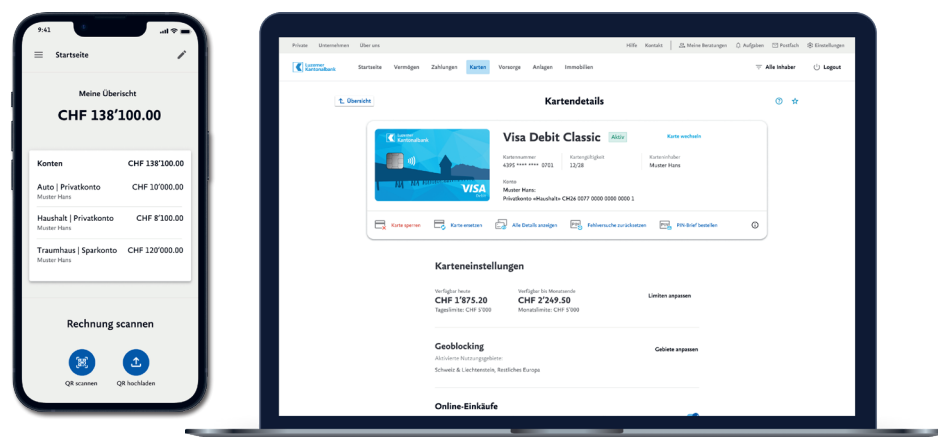 9:41
Startseite
Meine Überischt
CHF 138’100.00
Konten CHF 138’100.00
Auto | Privatkonto CHF 10’000.00
Muster Hans
Haushalt | Privatkonto CHF 8’100.00
Muster Hans
Traumhaus | Sparkonto CHF 120’000.00
Muster Hans
Rechnung scannen
QR scannen QR hochladen
Private Unternehmen Über uns Hilfe Kontakt Meine Beratungen Aufgaben Postfach Einstellungen
Luzerner
Kantonalbank
Startseite Vermögen Zahlungen Karten Vorsorge Anlagen Immobilien Alle Inhaber Logout
Übersicht Kartendetails
Luzerner
Kantonalbank
VISA
Debit
Visa Debit Classic Aktiv Karte wechseln
Kartennummer Kartengültigkeit Karteninhaber
4395 **** **** 0701 12/28 Muster Hans
Konto
Muster Hans:
Privatkonto «Haushalt» CH26 0077 0000 0000 0000 1
Karte sperren Karte ersetzen Alle Details anzeigen Fehlversuche zurücksetzen PIN-Brief bestellen
Karteneinstellungen
Verfügbar heute Verfügbar bis Monatsende
CHF 1’875.20 CHF 2’249.50 Limiten anpassen
Tageslimite: CHF 5’000 Monatslimite: CHF 5’000
Geoblocking Gebiete anpassen
Aktivierte Nutzungsgebiete:
Schweiz & Liechtenstein, Restliches Europa
Online-Einkäufe